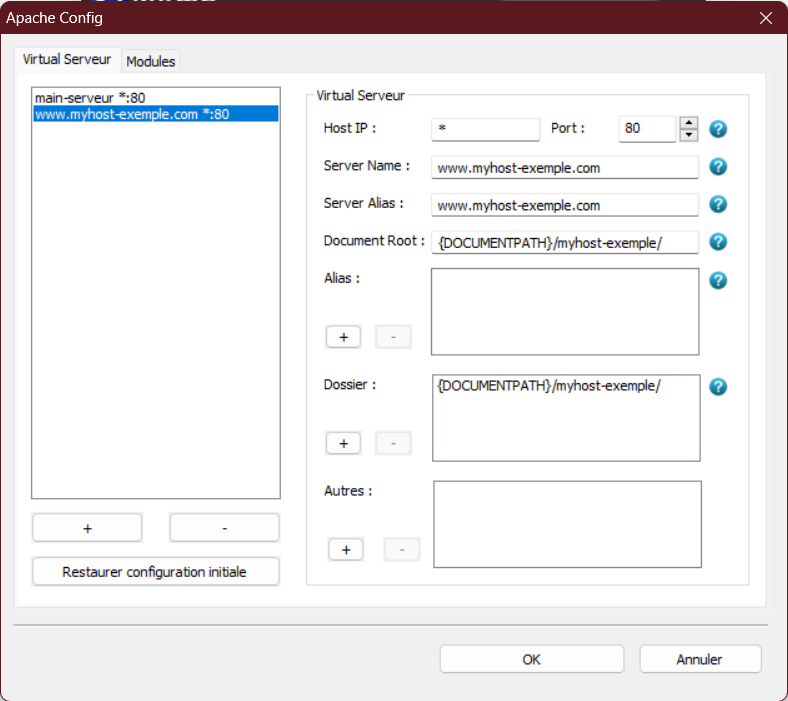 Apache Config
Virtual Serveur
Modules
main-serveur *:80
www.myhost-exemple.com *:80
+
-
Restaurer configuration initiale
Virtual Serveur
Host IP :
*
Port :
80
?
Server Name :
www.myhost-exemple.com
?
Server Alias :
www.myhost-exemple.com
?
Document Root :
{DOCUMENTPATH}/myhost-exemple/
?
Alias :
?
+
-
Dossier :
{DOCUMENTPATH}/myhost-exemple/
?
+
-
Autres :
+
-
OK
Annuler